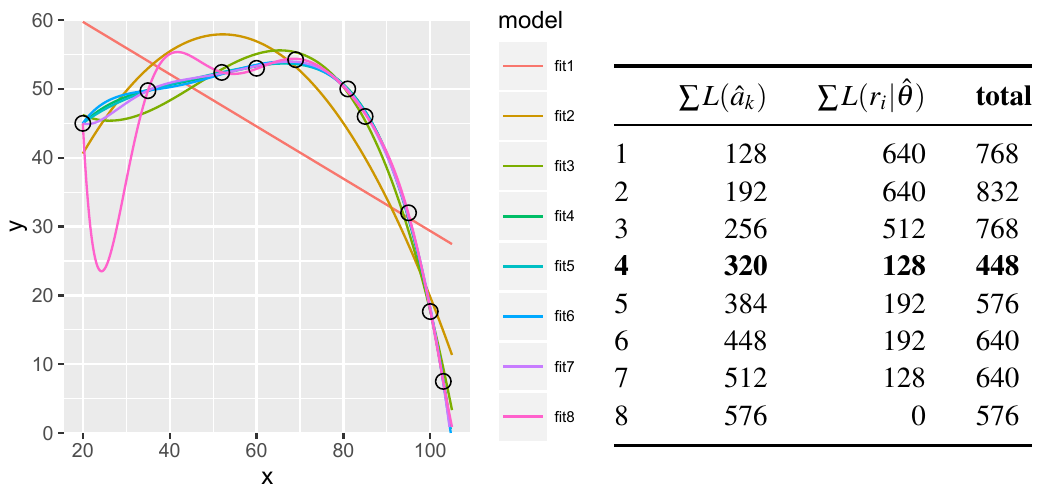 60
50
40
30
20
10
0
y
20
40
60
80
100
x
model
fit1
fit2
fit3
fit4
fit5
fit6
fit7
fit8
∑L(â_k) ∑L(r_i|θ̂) total
1 128 640 768
2 192 640 832
3 256 512 768
4 320 128 448
5 384 192 576
6 448 192 640
7 512 128 640
8 576 0 576